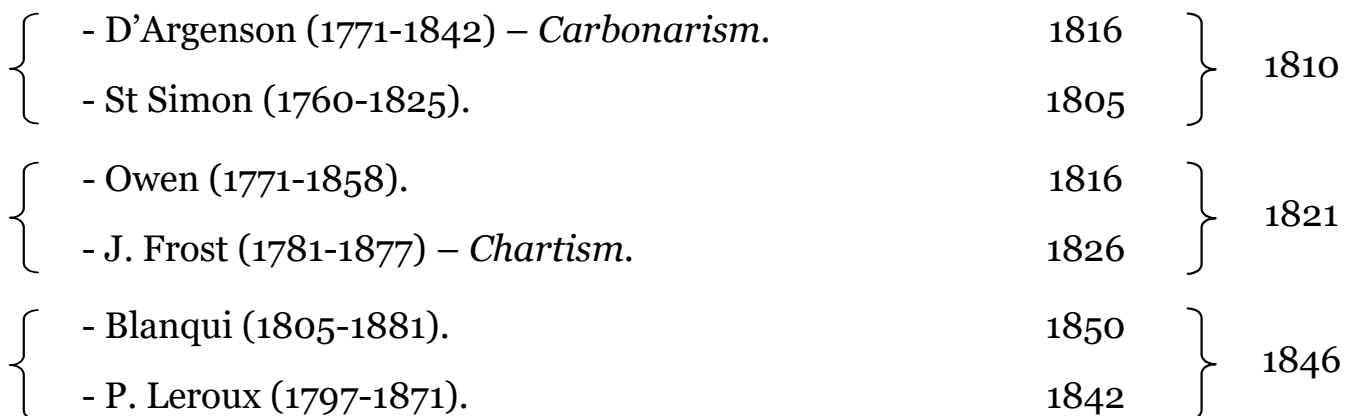 - D’Argenson (1771-1842) – Carbonarism. 1816
1810
- St Simon (1760-1825). 1805
- Owen (1771-1858). 1816
1821
- J. Frost (1781-1877) – Chartism. 1826
- Blanqui (1805-1881). 1850
1846
- P. Leroux (1797-1871). 1842